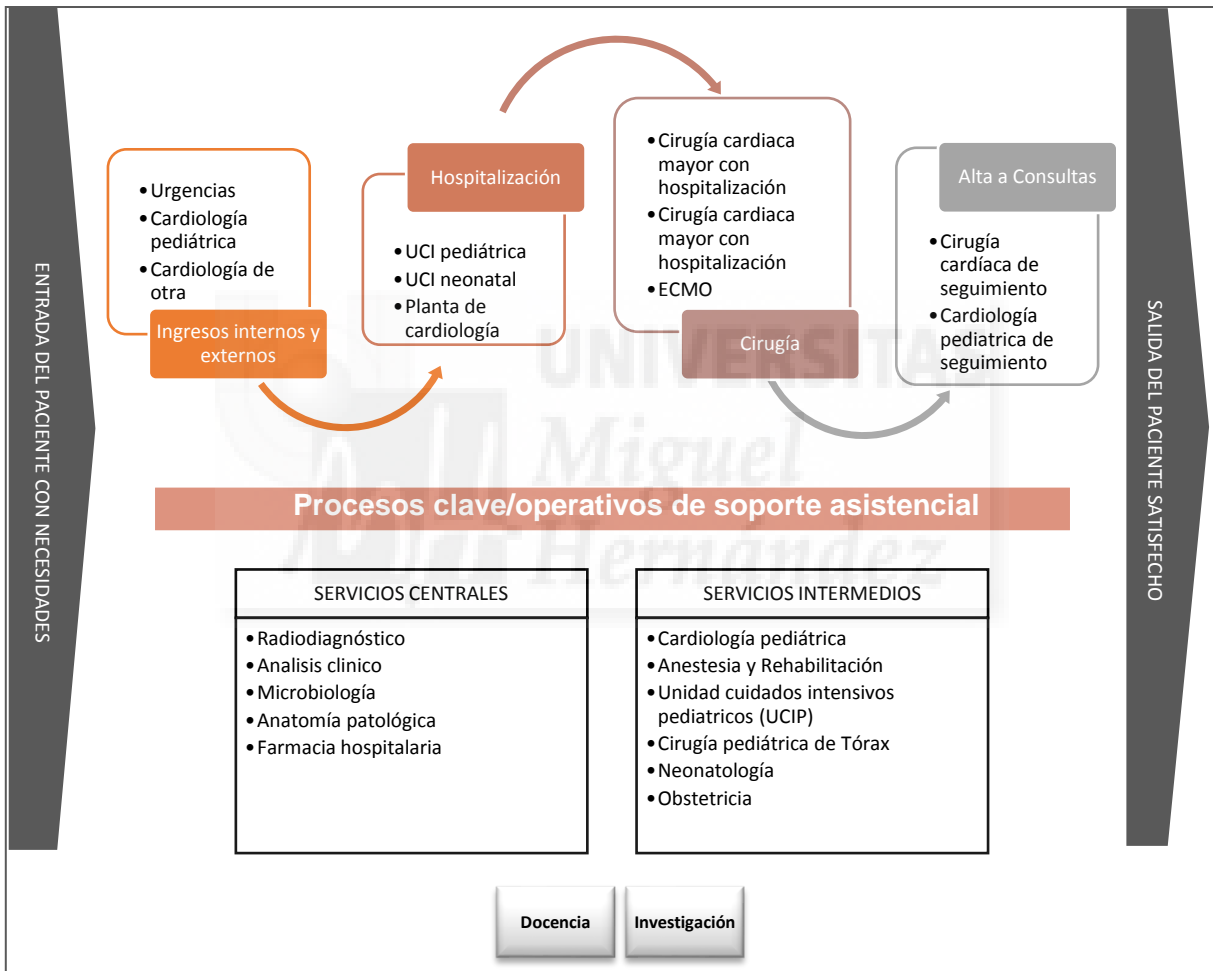 ENTRADA DEL PACIENTE CON NECESIDADES
•Urgencias
•Cardiología
pediátrica
•Cardiología de
otra
Ingresos internos y
externos
Hospitalización
•UCI pediátrica
•UCI neonatal
•Planta de
cardiología
•Cirugía cardiaca
mayor con
hospitalización
•Cirugía cardiaca
mayor con
hospitalización
•ECMO
Cirugía
Alta a Consultas
•Cirugía
cardíaca de
seguimiento
•Cardiología
pediatrica de
seguimiento
SALIDA DEL PACIENTE SATISFECHO
UNIVERSITAS
Miguel
Hernández
Procesos clave/operativos de soporte asistencial
SERVICIOS CENTRALES
•Radiodiagnóstico
•Analisis clinico
•Microbiología
•Anatomía patológica
•Farmacia hospitalaria
SERVICIOS INTERMEDIOS
•Cardiología pediátrica
•Anestesia y Rehabilitación
•Unidad cuidados intensivos
pediatricos (UCIP)
•Cirugía pediátrica de Tórax
•Neonatología
•Obstetricia
Docencia
Investigación